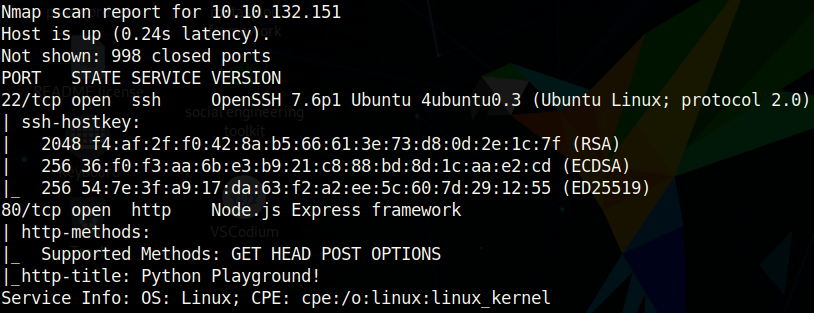 Nmap scan report for 10.10.132.151
Host is up (0.24s latency).
Not shown: 998 closed ports
PORT   STATE SERVICE VERSION
22/tcp open  ssh     OpenSSH 7.6p1 Ubuntu 4ubuntu0.3 (Ubuntu Linux; protocol 2.0)
| ssh-hostkey:
|   2048 f4:af:2f:f0:42:8a:b5:66:61:3e:73:d8:0d:2e:1c:7f (RSA)
|   256 36:f0:f3:aa:6b:e3:b9:21:c8:88:bd:8d:1c:aa:e2:cd (ECDSA)
|_  256 54:7e:3f:a9:17:da:63:f2:a2:ee:5c:60:7d:29:12:55 (ED25519)
80/tcp open  http    Node.js Express framework
| http-methods:
|_  Supported Methods: GET HEAD POST OPTIONS
|_http-title: Python Playground!
Service Info: OS: Linux; CPE: cpe:/o:linux:linux_kernel
README.license
social engineering
toolkit
VSCodium